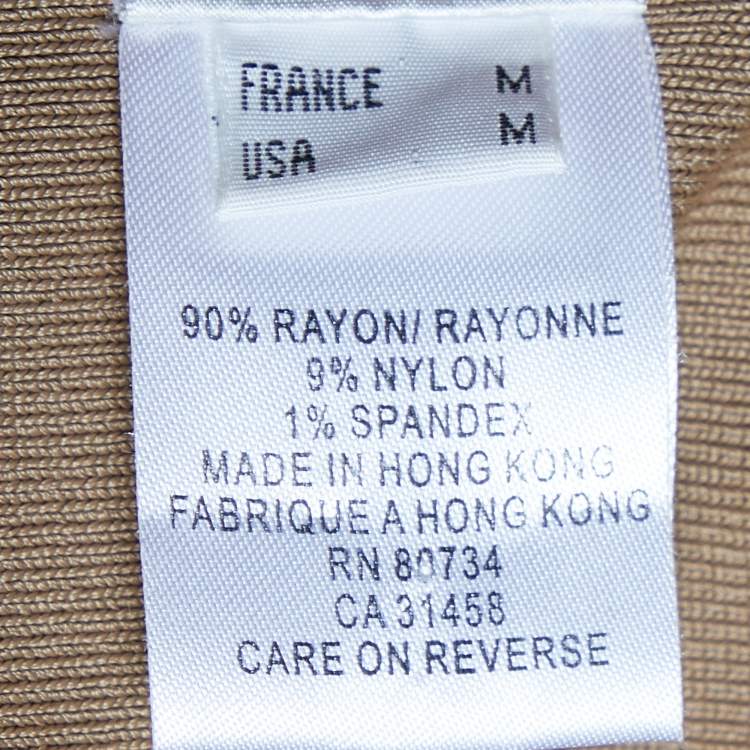 FRANCE M
USA M
90% RAYON/ RAYONNE
9% NYLON
1% SPANDEX
MADE IN HONG KONG
FABRIQUE A HONG KONG
RN 80734
CA 31458
CARE ON REVERSE